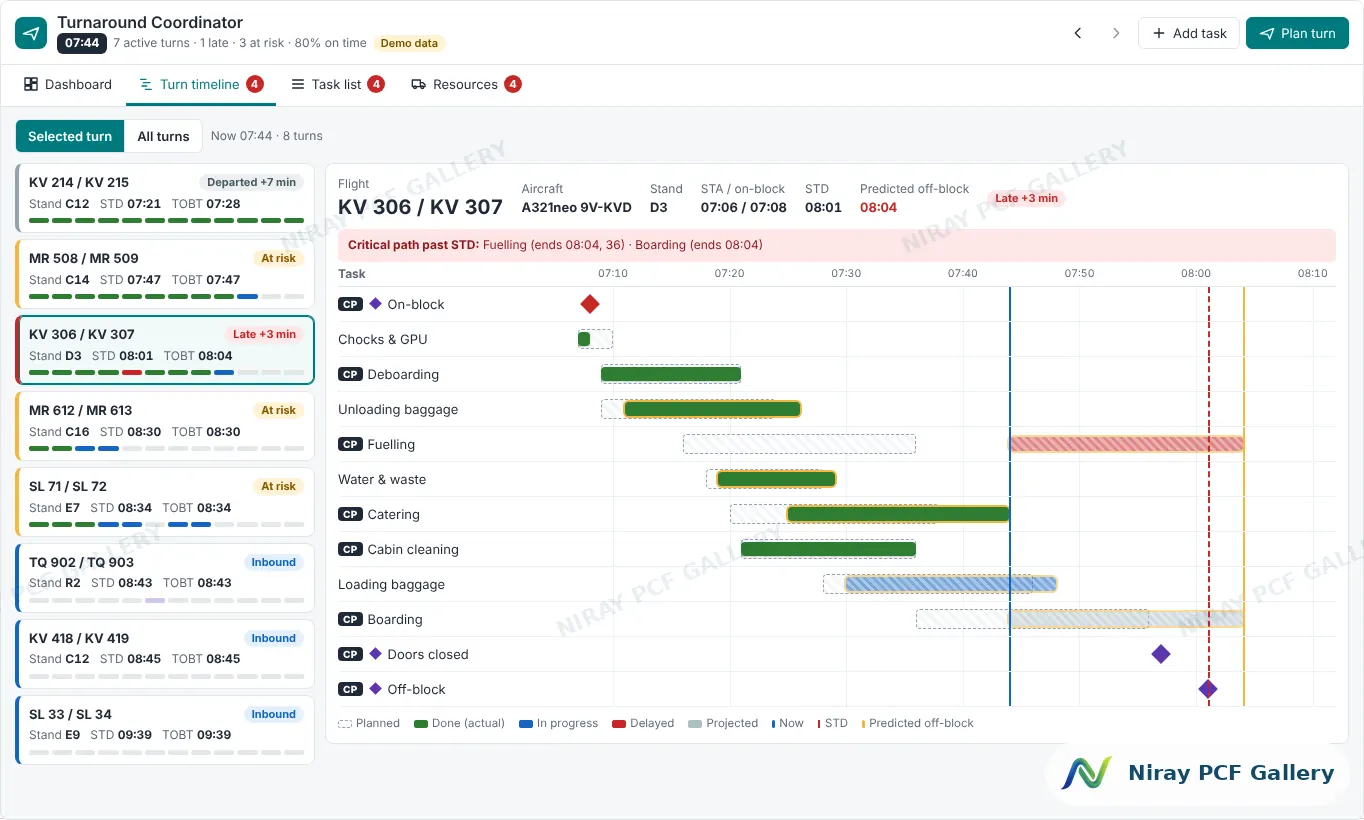 Turnaround Coordinator
07:44 7 active turns · 1 late · 3 at risk · 80% on time Demo data
Add task
Plan turn
Dashboard
Turn timeline 4
Task list 4
Resources 4
Selected turn
All turns
Now 07:44 · 8 turns
KV 214 / KV 215 Departed +7 min
Stand C12 STD 07:21 TOBT 07:28
MR 508 / MR 509 At risk
Stand C14 STD 07:47 TOBT 07:47
KV 306 / KV 307 Late +3 min
Stand D3 STD 08:01 TOBT 08:04
MR 612 / MR 613 At risk
Stand C16 STD 08:30 TOBT 08:30
SL 71 / SL 72 At risk
Stand E7 STD 08:34 TOBT 08:34
TQ 902 / TQ 903 Inbound
Stand R2 STD 08:43 TOBT 08:43
KV 418 / KV 419 Inbound
Stand C12 STD 08:45 TOBT 08:45
SL 33 / SL 34 Inbound
Stand E9 STD 09:39 TOBT 09:39
Flight Aircraft Stand STA / on-block STD Predicted off-block
KV 306 / KV 307 A321neo 9V-KVD D3 07:06 / 07:08 08:01 08:04 Late +3 min
Critical path past STD: Fuelling (ends 08:04, 36) · Boarding (ends 08:04)
Task 07:10 07:20 07:30 07:40 07:50 08:00 08:10
CP On-block
Chocks & GPU
CP Deboarding
Unloading baggage
CP Fuelling
Water & waste
CP Catering
CP Cabin cleaning
Loading baggage
CP Boarding
CP Doors closed
CP Off-block
Planned Done (actual) In progress Delayed Projected Now STD Predicted off-block
NIRAY PCF GALLERY
NIRAY PCF GALLERY
NIRAY PCF GALLERY
NIRAY PCF GALLERY
NIRAY PCF GALLERY
Niray PCF Gallery